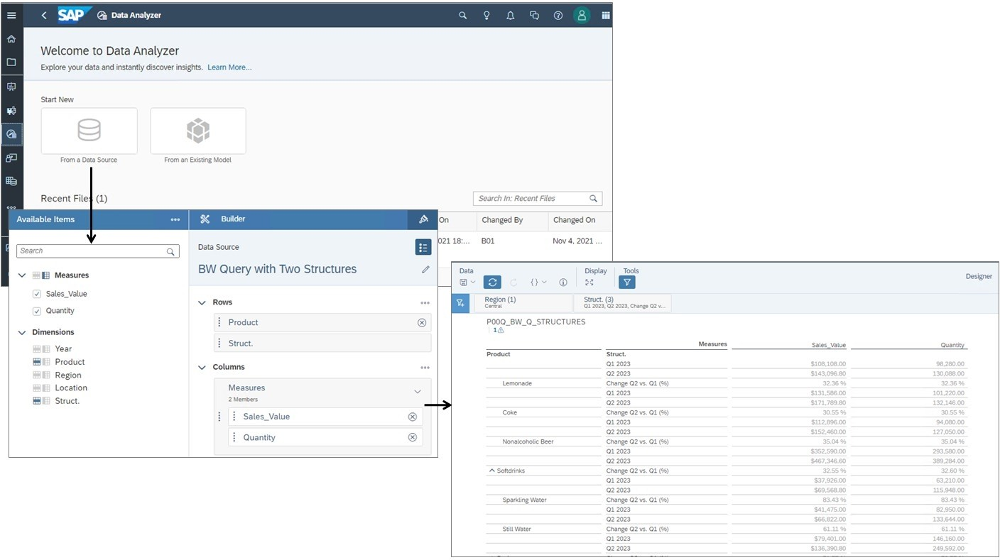 SAP Data Analyzer
Welcome to Data Analyzer
Explore your data and instantly discover insights. Learn More...
Start New
From a Data Source
From an Existing Model
Recent Files (1)
Search In: Recent Files
On Changed By Changed On
021 18:... B01 Nov 4, 2021 ...
Available Items
Search
Measures
Sales_Value
Quantity
Dimensions
Year
Product
Region
Location
Struct.
Builder
Data Source
BW Query with Two Structures
Rows
Product
Struct.
Columns
Measures
2 Members
Sales_Value
Quantity
Data Display Tools
Designer
Region (1)
Central
Struct. (3)
Q1 2023, Q2 2023, Change Q2 v...
P00Q_BW_Q_STRUCTURES
1
Measures Sales_Value Quantity
Product Struct.
Q1 2023 $108,108.00 98,280.00
Q2 2023 $143,096.80 130,088.00
Lemonade Change Q2 vs. Q1 (%) 32.36 % 32.36 %
Q1 2023 $131,586.00 101,220.00
Q2 2023 $171,789.80 132,146.00
Coke Change Q2 vs. Q1 (%) 30.55 % 30.55 %
Q1 2023 $112,896.00 94,080.00
Q2 2023 $152,460.00 127,050.00
Nonalcoholic Beer Change Q2 vs. Q1 (%) 35.04 % 35.04 %
Q1 2023 $352,590.00 293,580.00
Q2 2023 $467,346.60 389,284.00
Softdrinks Change Q2 vs. Q1 (%) 32.55 % 32.60 %
Q1 2023 $37,926.00 63,210.00
Q2 2023 $69,568.80 115,948.00
Sparkling Water Change Q2 vs. Q1 (%) 83.43 % 83.43 %
Q1 2023 $41,475.00 82,950.00
Q2 2023 $66,822.00 133,644.00
Still Water Change Q2 vs. Q1 (%) 61.11 % 61.11 %
Q1 2023 $79,401.00 146,160.00
Q2 2023 $136,390.80 249,592.00